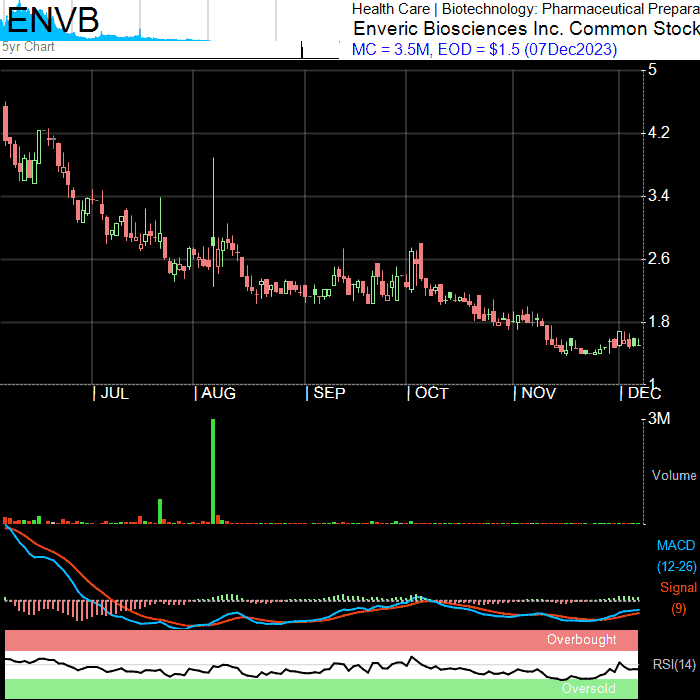 ENVB
Health Care | Biotechnology: Pharmaceutical Prepara
Enveric Biosciences Inc. Common Stock
5yr Chart
MC = 3.5M, EOD = $1.5 (07Dec2023)
5
4.2
3.4
2.6
1.8
1
| JUL | AUG | SEP | OCT | NOV | DEC
3M
Volume
MACD
(12-26)
Signal
(9)
Overbought
RSI(14)
Oversold